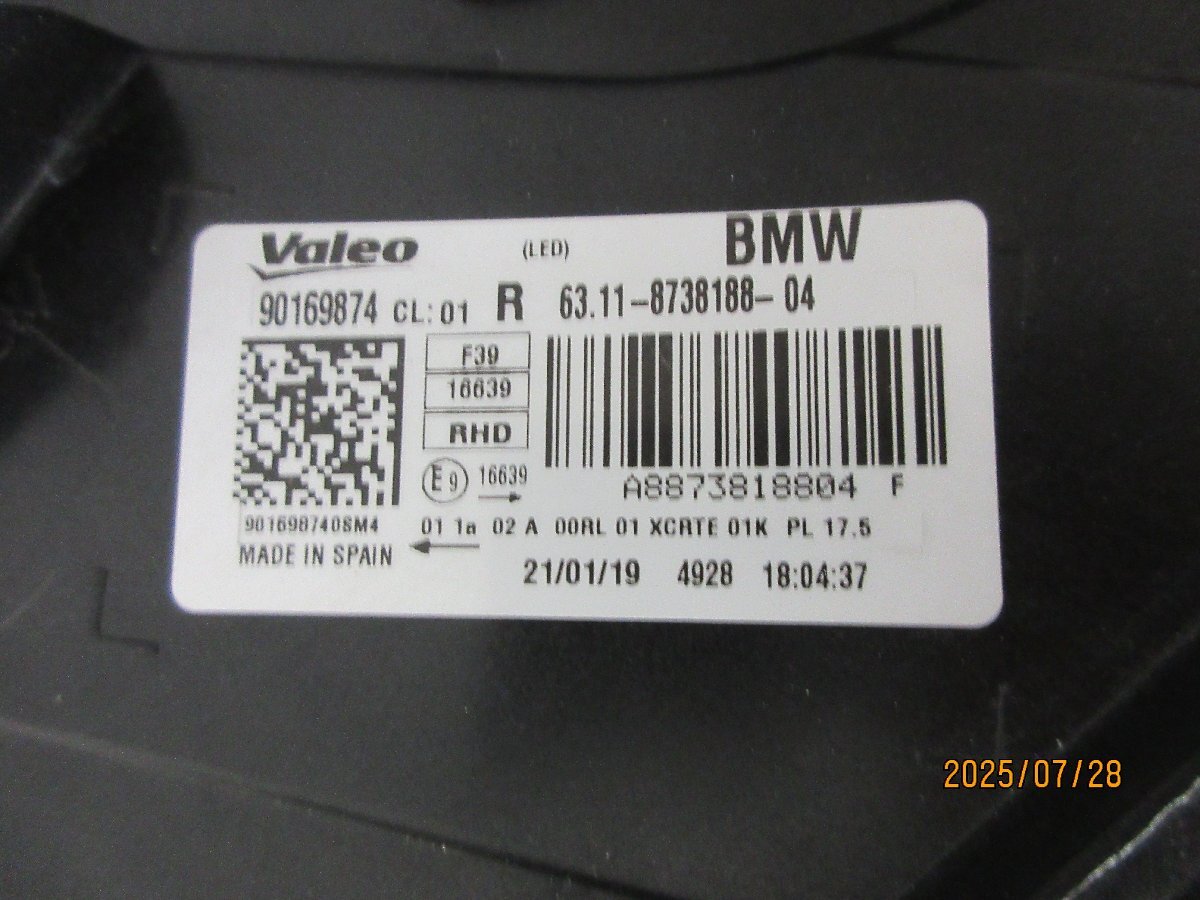 Valeo (LED) BMW
90169874 CL:01 R 63.11-8738188-04
F39
16639
RHD
E9 16639
A8873818804 F
901698740SM4 01 1a 02 A 00RL 01 XCRTE 01K PL 17.5
MADE IN SPAIN
21/01/19 4928 18:04:37
2025/07/28